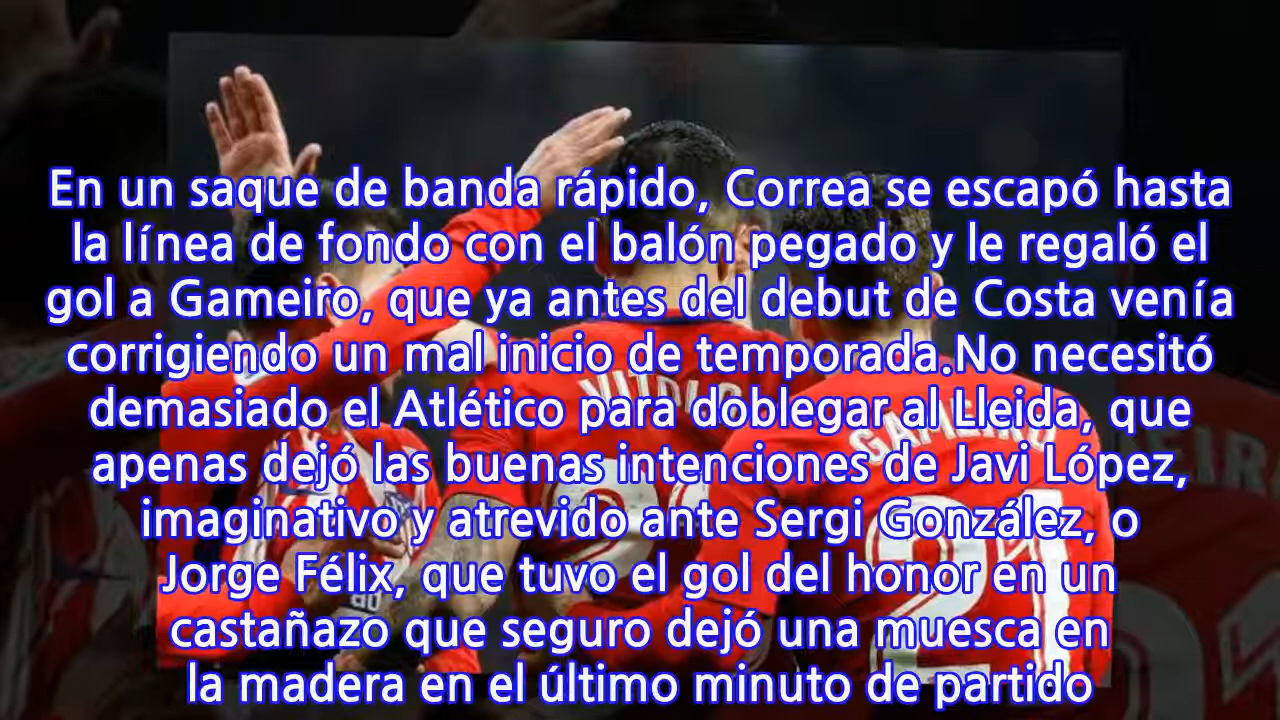 En un saque de banda rápido, Correa se escapó hasta
la línea de fondo con el balón pegado y le regaló el
gol a Gameiro, que ya antes del debut de Costa venía
corrigiendo un mal inicio de temporada.No necesitó
demasiado el Atlético para doblegar al Lleida, que
apenas dejó las buenas intenciones de Javi López,
imaginativo y atrevido ante Sergi González, o
Jorge Félix, que tuvo el gol del honor en un
castañazo que seguro dejó una muesca en
la madera en el último minuto de partido
GAMEIRO
21